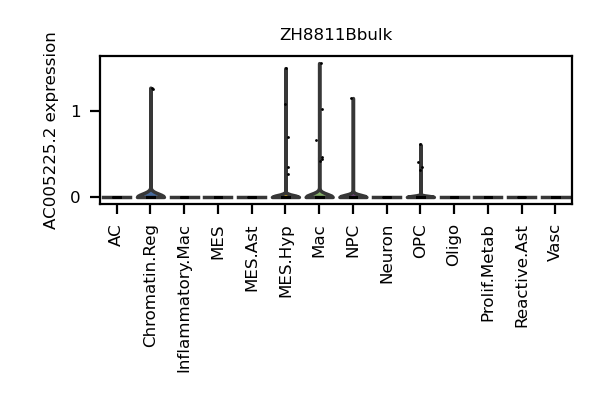 ZH8811Bbulk
AC005225.2 expression
1
0
AC
Chromatin.Reg
Inflammatory.Mac
MES
MES.Ast
MES.Hyp
Mac
NPC
Neuron
OPC
Oligo
Prolif.Metab
Reactive.Ast
Vasc